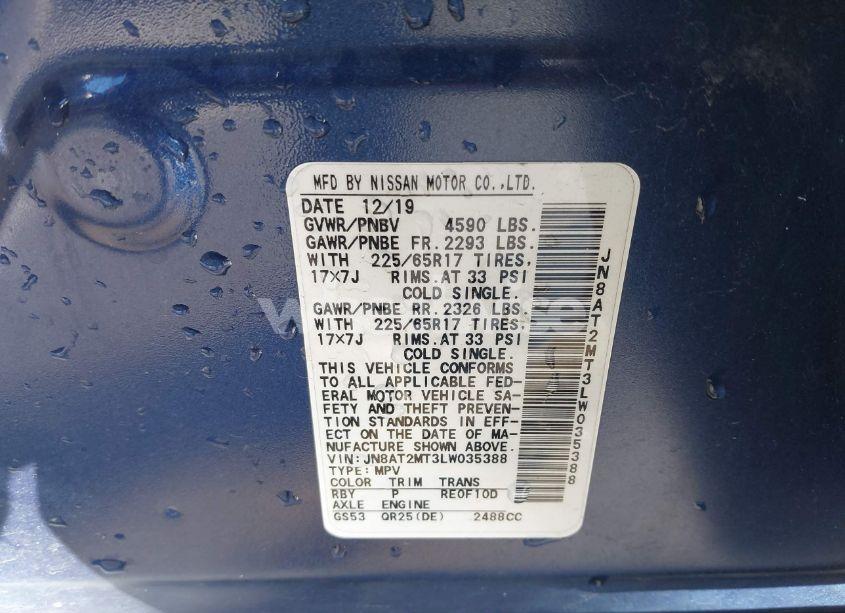 MFD BY NISSAN MOTOR CO.,LTD.
DATE 12/19
GVWR/PNBV 4590 LBS.
GAWR/PNBE FR.2293 LBS.
WITH 225/65R17 TIRES.
17×7J RIMS.AT 33 PSI
COLD SINGLE.
GAWR/PNBE RR.2326 LBS.
WITH 225/65R17 TIRES,
17×7J RIMS.AT 33 PSI
COLD SINGLE.
THIS VEHICLE CONFORMS
TO ALL APPLICABLE FED-
ERAL MOTOR VEHICLE SA-
FETY AND THEFT PREVEN-
TION STANDARDS IN EFF-
ECT ON THE DATE OF MA-
NUFACTURE SHOWN ABOVE.
VIN:JN8AT2MT3LW035388
TYPE:MPV
COLOR TRIM TRANS
RBY P RE0F10D
AXLE ENGINE
GS53 QR25(DE) 2488CC
JN8AT2MT3LW035388